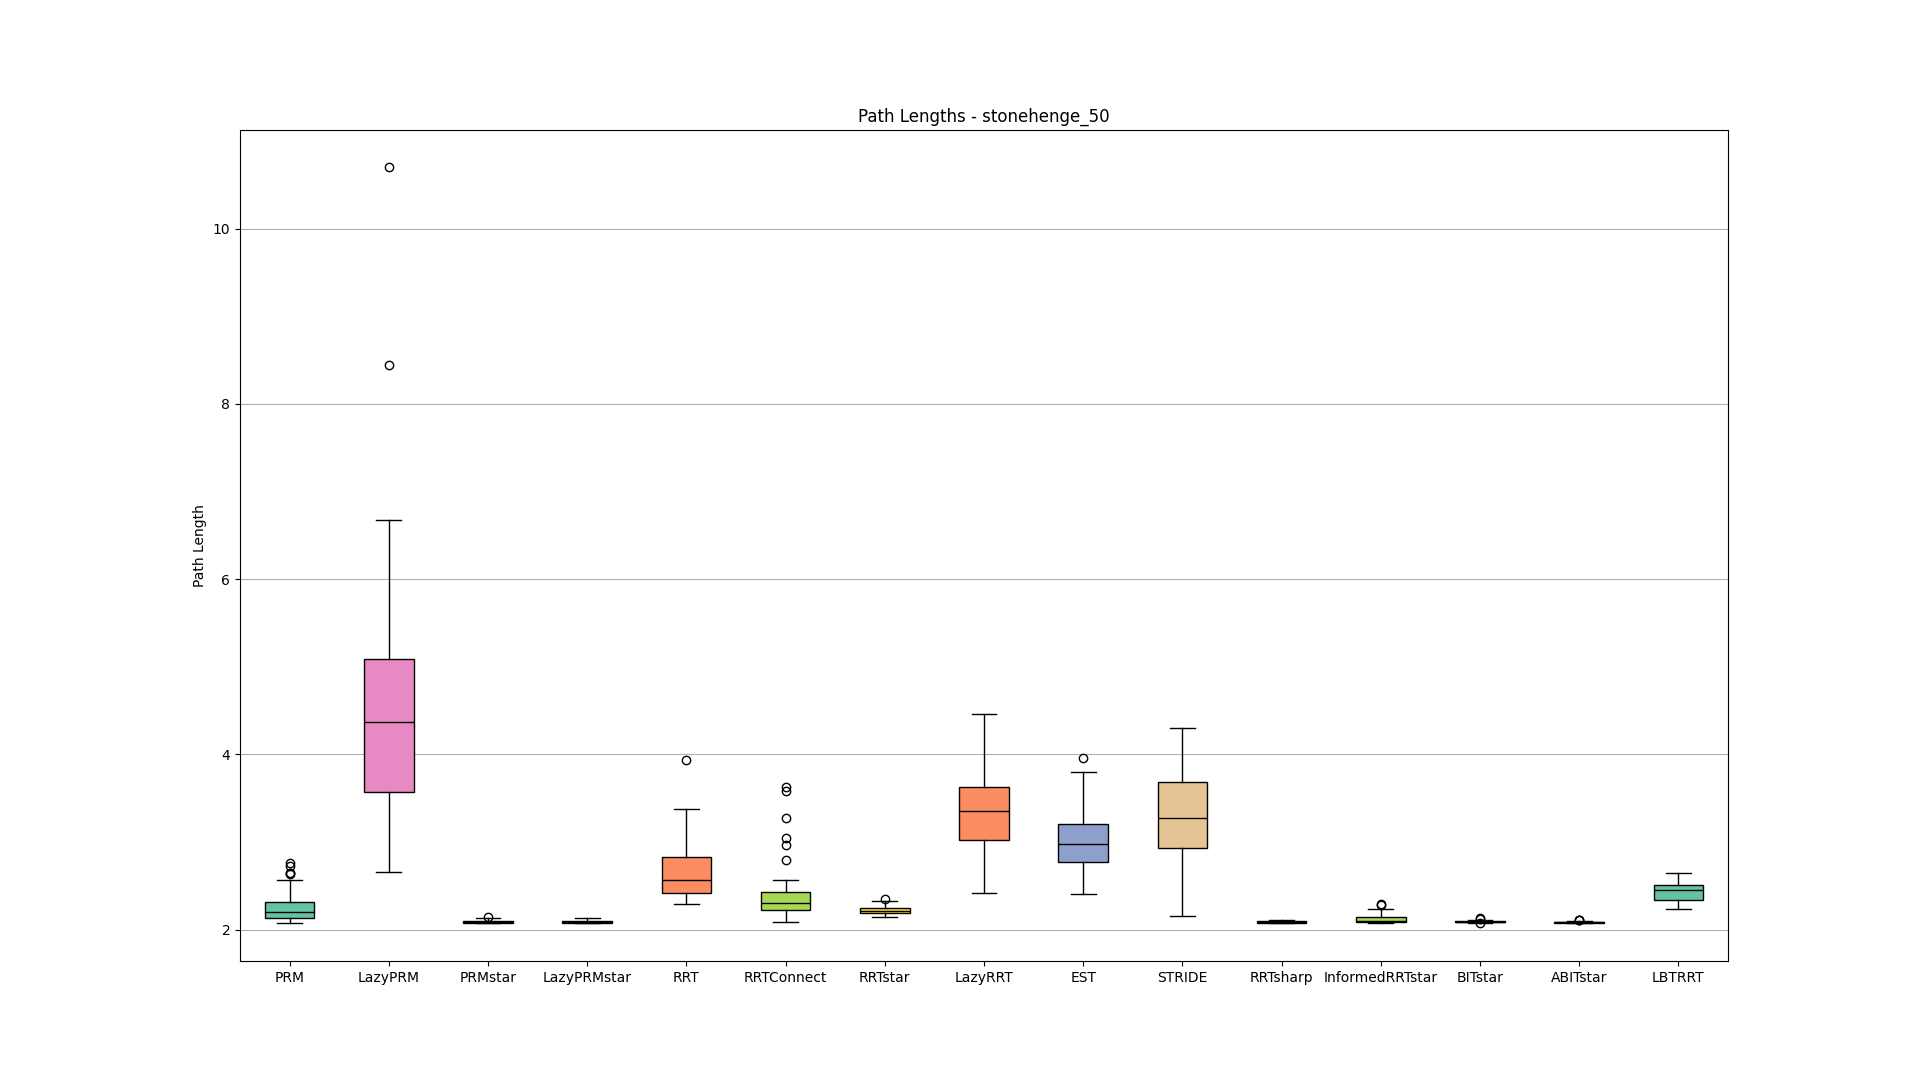 Path Lengths - stonehenge_50
Path Length
10
8
6
4
2
PRM LazyPRM PRMstar LazyPRMstar RRT RRTConnect RRTstar LazyRRT EST STRIDE RRTsharp InformedRRTstar BITstar ABITstar LBTRRT